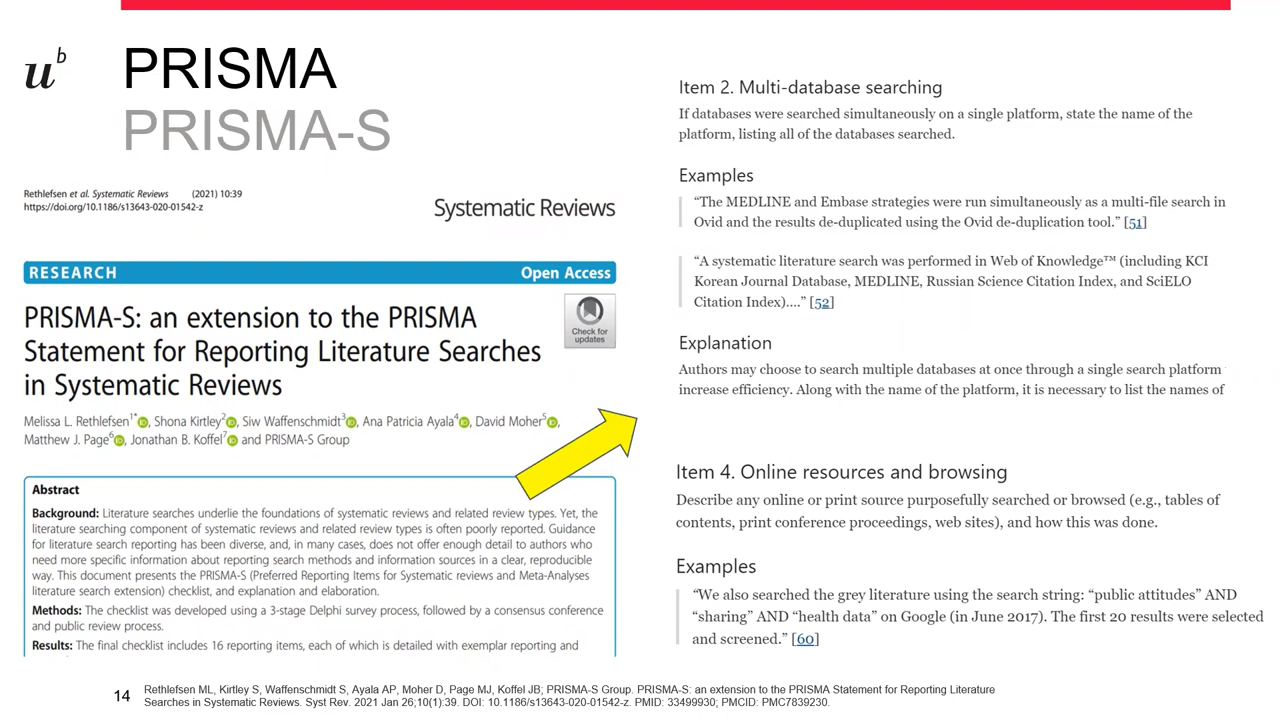 u b
PRISMA
PRISMA-S
Rethlefsen et al. Systematic Reviews (2021) 10:39
https://doi.org/10.1186/s13643-020-01542-z
Systematic Reviews
RESEARCH Open Access
Check for
updates
PRISMA-S: an extension to the PRISMA
Statement for Reporting Literature Searches
in Systematic Reviews
Melissa L. Rethlefsen1*, Shona Kirtley2, Siw Waffenschmidt3, Ana Patricia Ayala4, David Moher5,
Matthew J. Page6, Jonathan B. Koffel7 and PRISMA-S Group
Abstract
Background: Literature searches underlie the foundations of systematic reviews and related review types. Yet, the
literature searching component of systematic reviews and related review types is often poorly reported. Guidance
for literature search reporting has been diverse, and, in many cases, does not offer enough detail to authors who
need more specific information about reporting search methods and information sources in a clear, reproducible
way. This document presents the PRISMA-S (Preferred Reporting Items for Systematic reviews and Meta-Analyses
literature search extension) checklist, and explanation and elaboration.
Methods: The checklist was developed using a 3-stage Delphi survey process, followed by a consensus conference
and public review process.
Results: The final checklist includes 16 reporting items, each of which is detailed with exemplar reporting and
Item 2. Multi-database searching
If databases were searched simultaneously on a single platform, state the name of the
platform, listing all of the databases searched.
Examples
“The MEDLINE and Embase strategies were run simultaneously as a multi-file search in
Ovid and the results de-duplicated using the Ovid de-duplication tool.” [51]
“A systematic literature search was performed in Web of Knowledge™ (including KCI
Korean Journal Database, MEDLINE, Russian Science Citation Index, and SciELO
Citation Index)....” [52]
Explanation
Authors may choose to search multiple databases at once through a single search platform
increase efficiency. Along with the name of the platform, it is necessary to list the names of
Item 4. Online resources and browsing
Describe any online or print source purposefully searched or browsed (e.g., tables of
contents, print conference proceedings, web sites), and how this was done.
Examples
“We also searched the grey literature using the search string: “public attitudes” AND
“sharing” AND “health data” on Google (in June 2017). The first 20 results were selected
and screened.” [60]
14
Rethlefsen ML, Kirtley S, Waffenschmidt S, Ayala AP, Moher D, Page MJ, Koffel JB; PRISMA-S Group. PRISMA-S: an extension to the PRISMA Statement for Reporting Literature
Searches in Systematic Reviews. Syst Rev. 2021 Jan 26;10(1):39. DOI: 10.1186/s13643-020-01542-z. PMID: 33499930; PMCID: PMC7839230.